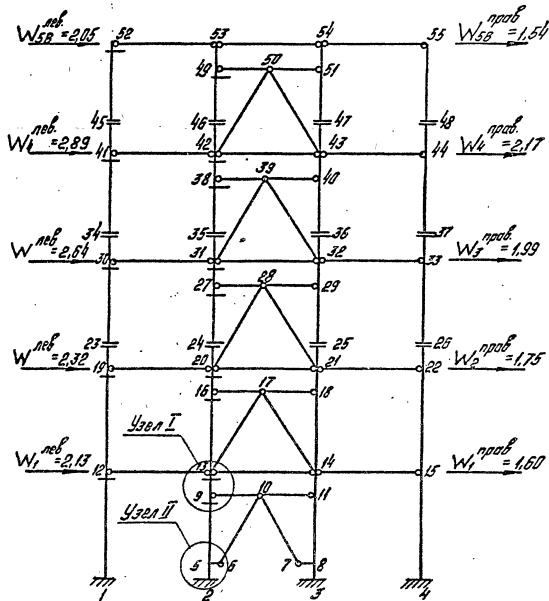 W5В лев. =2,05 52 53 54 55 W5В прав =1,54
49 50 51
45 46 47 48
W4 лев. =2,89 41 42 43 44 W4 прав. =2,17
38 39 40
34 35 36 37
W лев =2,64 30 31 32 33 W3 прав. =1,99
27 28 29
23 24 25 26
W лев =2,32 19 20 21 22 W2 прав =1,75
16 17 18
Узел I
W1 лев =2,13 12 13 14 15 W1 прав =1,60
9 10 11
Узел II
5 6 7 8
1 2 3 4